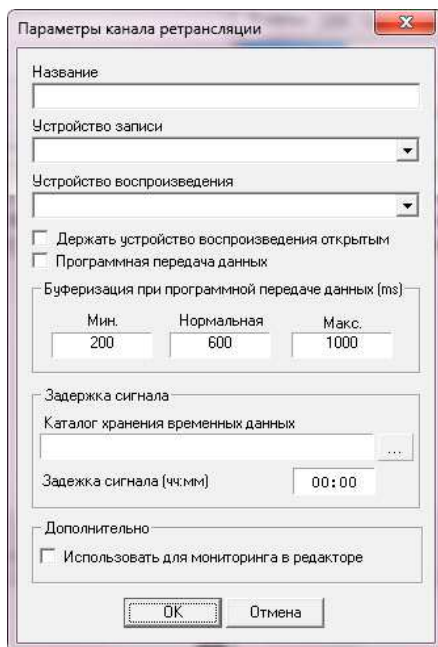 Параметры канала ретрансляции
Название
Устройство записи
Устройство воспроизведения
Держать устройство воспроизведения открытым
Программная передача данных
Буферизация при программной передаче данных (ms)
Мин. Нормальная Макс.
200 600 1000
Задержка сигнала
Каталог хранения временных данных
...
Задежка сигнала (чч:мм) 00:00
Дополнительно
Использовать для мониторинга в редакторе
OK Отмена